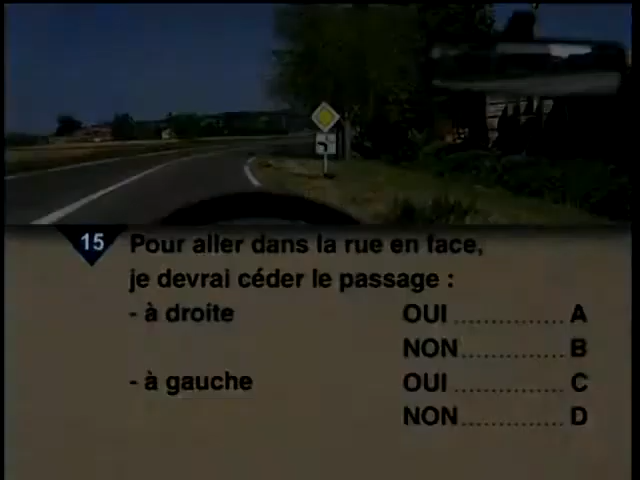 15 Pour aller dans la rue en face,
je devrai céder le passage :
- à droite OUI .............. A
NON .............. B
- à gauche OUI .............. C
NON .............. D